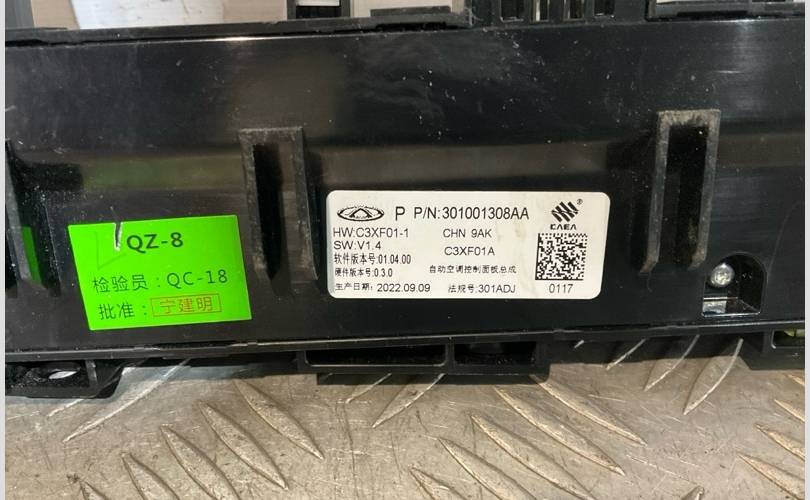 QZ-8
检验员：QC-18
批准：宁建明
P P/N:301001308AA
HW:C3XF01-1 CHN 9AK
SW:V1.4 C3XF01A
CAEA
软件版本号:01.04.00
硬件版本号:0.3.0 自动空调控制面板总成
生产日期: 2022.09.09 法规号:301ADJ 0117